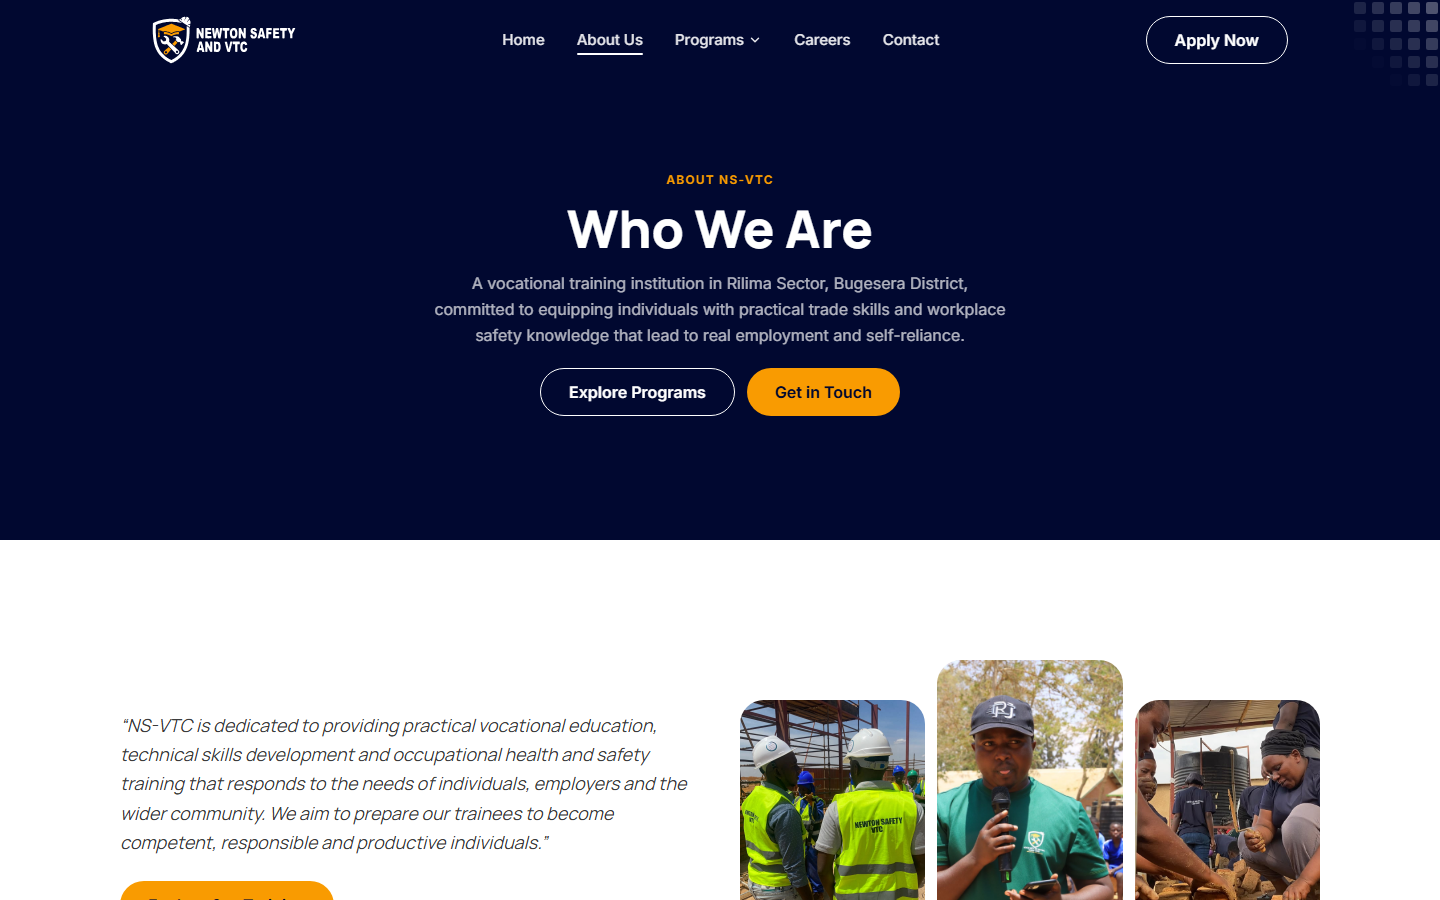 NEWTON SAFETY
AND VTC
Home
About Us
Programs
Careers
Contact
Apply Now
ABOUT NS-VTC
Who We Are
A vocational training institution in Rilima Sector, Bugesera District,
committed to equipping individuals with practical trade skills and workplace
safety knowledge that lead to real employment and self-reliance.
Explore Programs
Get in Touch
“NS-VTC is dedicated to providing practical vocational education,
technical skills development and occupational health and safety
training that responds to the needs of individuals, employers and the
wider community. We aim to prepare our trainees to become
competent, responsible and productive individuals.”
NEWTON SAFETY
VTC